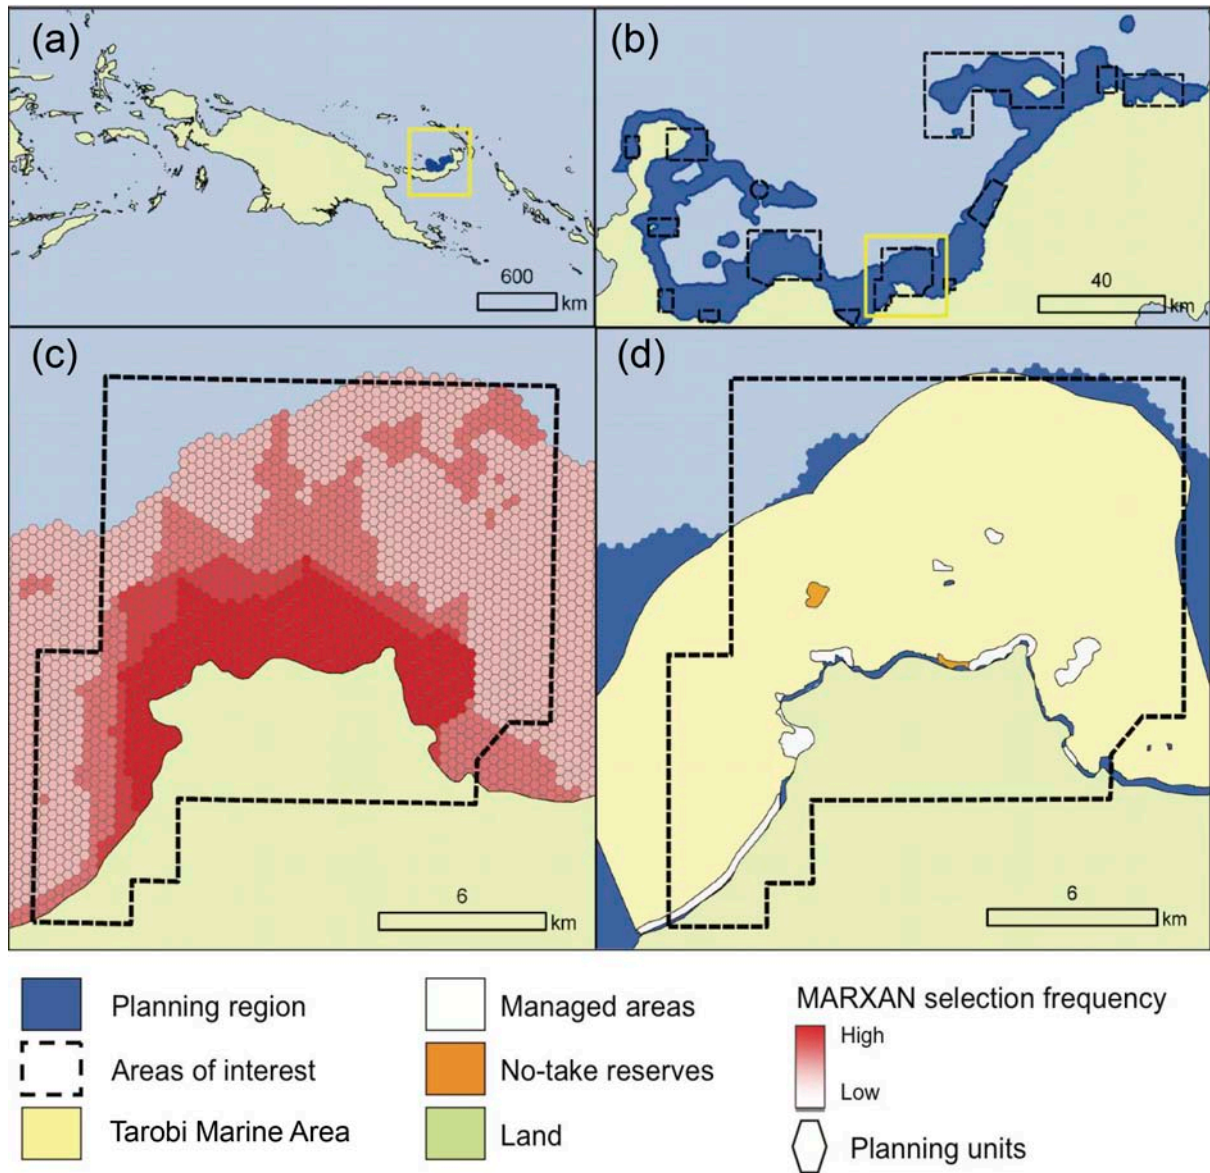 (a)
600
km
(b)
40
km
(c)
6
km
(d)
6
km
Planning region
Areas of interest
Tarobi Marine Area
Managed areas
No-take reserves
Land
MARXAN selection frequency
High
Low
Planning units